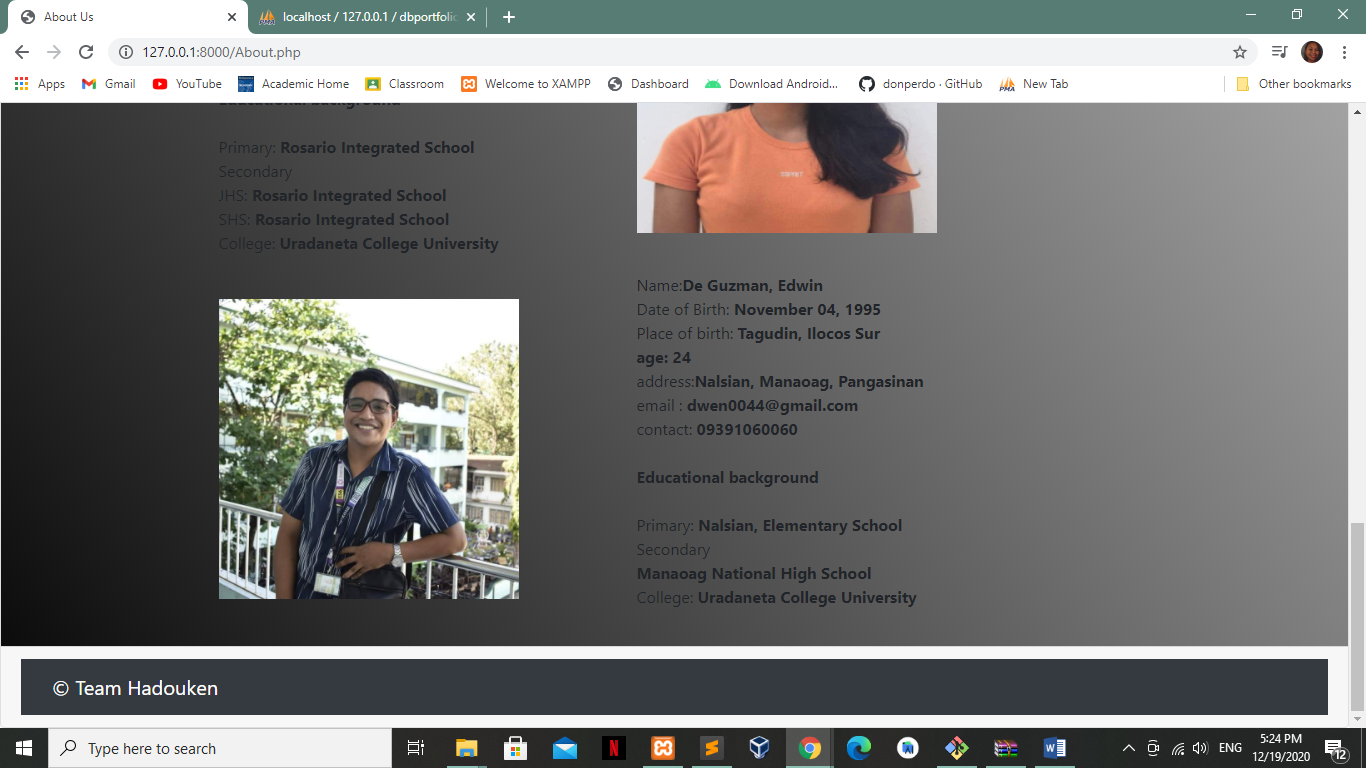 About Us
localhost / 127.0.0.1 / dbportfolio
127.0.0.1:8000/About.php
Apps
Gmail
YouTube
Academic Home
Classroom
Welcome to XAMPP
Dashboard
Download Android...
donperdo · GitHub
New Tab
Other bookmarks
Educational background
Primary: Rosario Integrated School
Secondary
JHS: Rosario Integrated School
SHS: Rosario Integrated School
College: Uradaneta College University
Name:De Guzman, Edwin
Date of Birth: November 04, 1995
Place of birth: Tagudin, Ilocos Sur
age: 24
address:Nalsian, Manaoag, Pangasinan
email : dwen0044@gmail.com
contact: 09391060060
Educational background
Primary: Nalsian, Elementary School
Secondary
Manaoag National High School
College: Uradaneta College University
© Team Hadouken
Type here to search
ENG
5:24 PM
12/19/2020
12